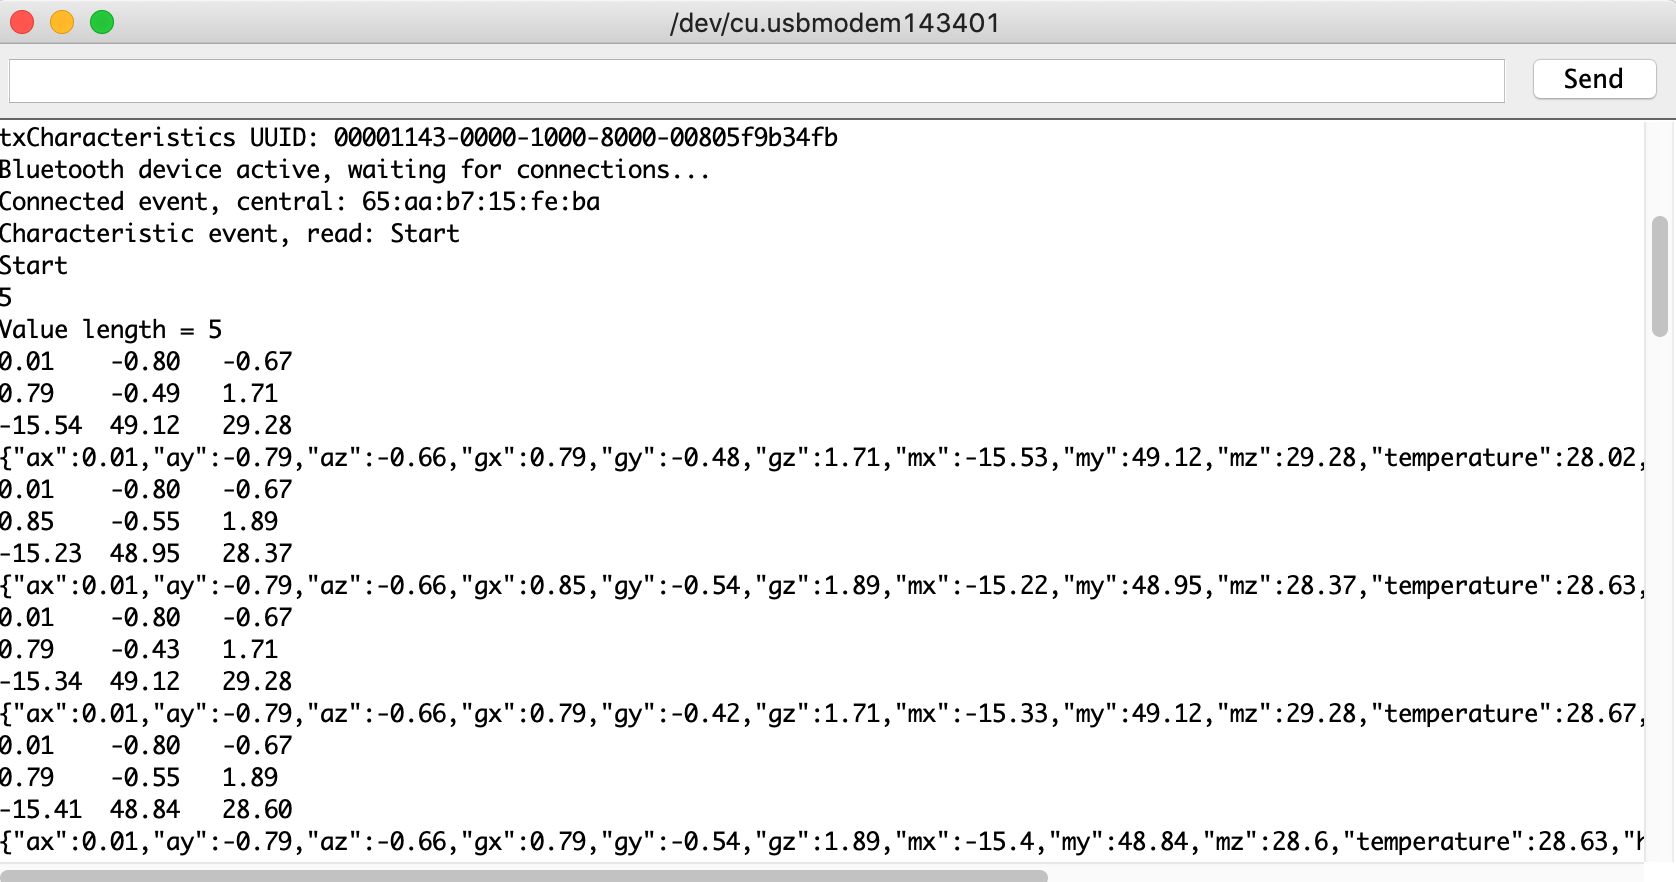 /dev/cu.usbmodem143401
Send
txCharacteristics UUID: 00001143-0000-1000-8000-00805f9b34fb
Bluetooth device active, waiting for connections...
Connected event, central: 65:aa:b7:15:fe:ba
Characteristic event, read: Start
Start
5
Value length = 5
0.01	-0.80	-0.67
0.79	-0.49	1.71
-15.54	49.12	29.28
{"ax":0.01,"ay":-0.79,"az":-0.66,"gx":0.79,"gy":-0.48,"gz":1.71,"mx":-15.53,"my":49.12,"mz":29.28,"temperature":28.02,
0.01	-0.80	-0.67
0.85	-0.55	1.89
-15.23	48.95	28.37
{"ax":0.01,"ay":-0.79,"az":-0.66,"gx":0.85,"gy":-0.54,"gz":1.89,"mx":-15.22,"my":48.95,"mz":28.37,"temperature":28.63,
0.01	-0.80	-0.67
0.79	-0.43	1.71
-15.34	49.12	29.28
{"ax":0.01,"ay":-0.79,"az":-0.66,"gx":0.79,"gy":-0.42,"gz":1.71,"mx":-15.33,"my":49.12,"mz":29.28,"temperature":28.67,
0.01	-0.80	-0.67
0.79	-0.55	1.89
-15.41	48.84	28.60
{"ax":0.01,"ay":-0.79,"az":-0.66,"gx":0.79,"gy":-0.54,"gz":1.89,"mx":-15.4,"my":48.84,"mz":28.6,"temperature":28.63,"h